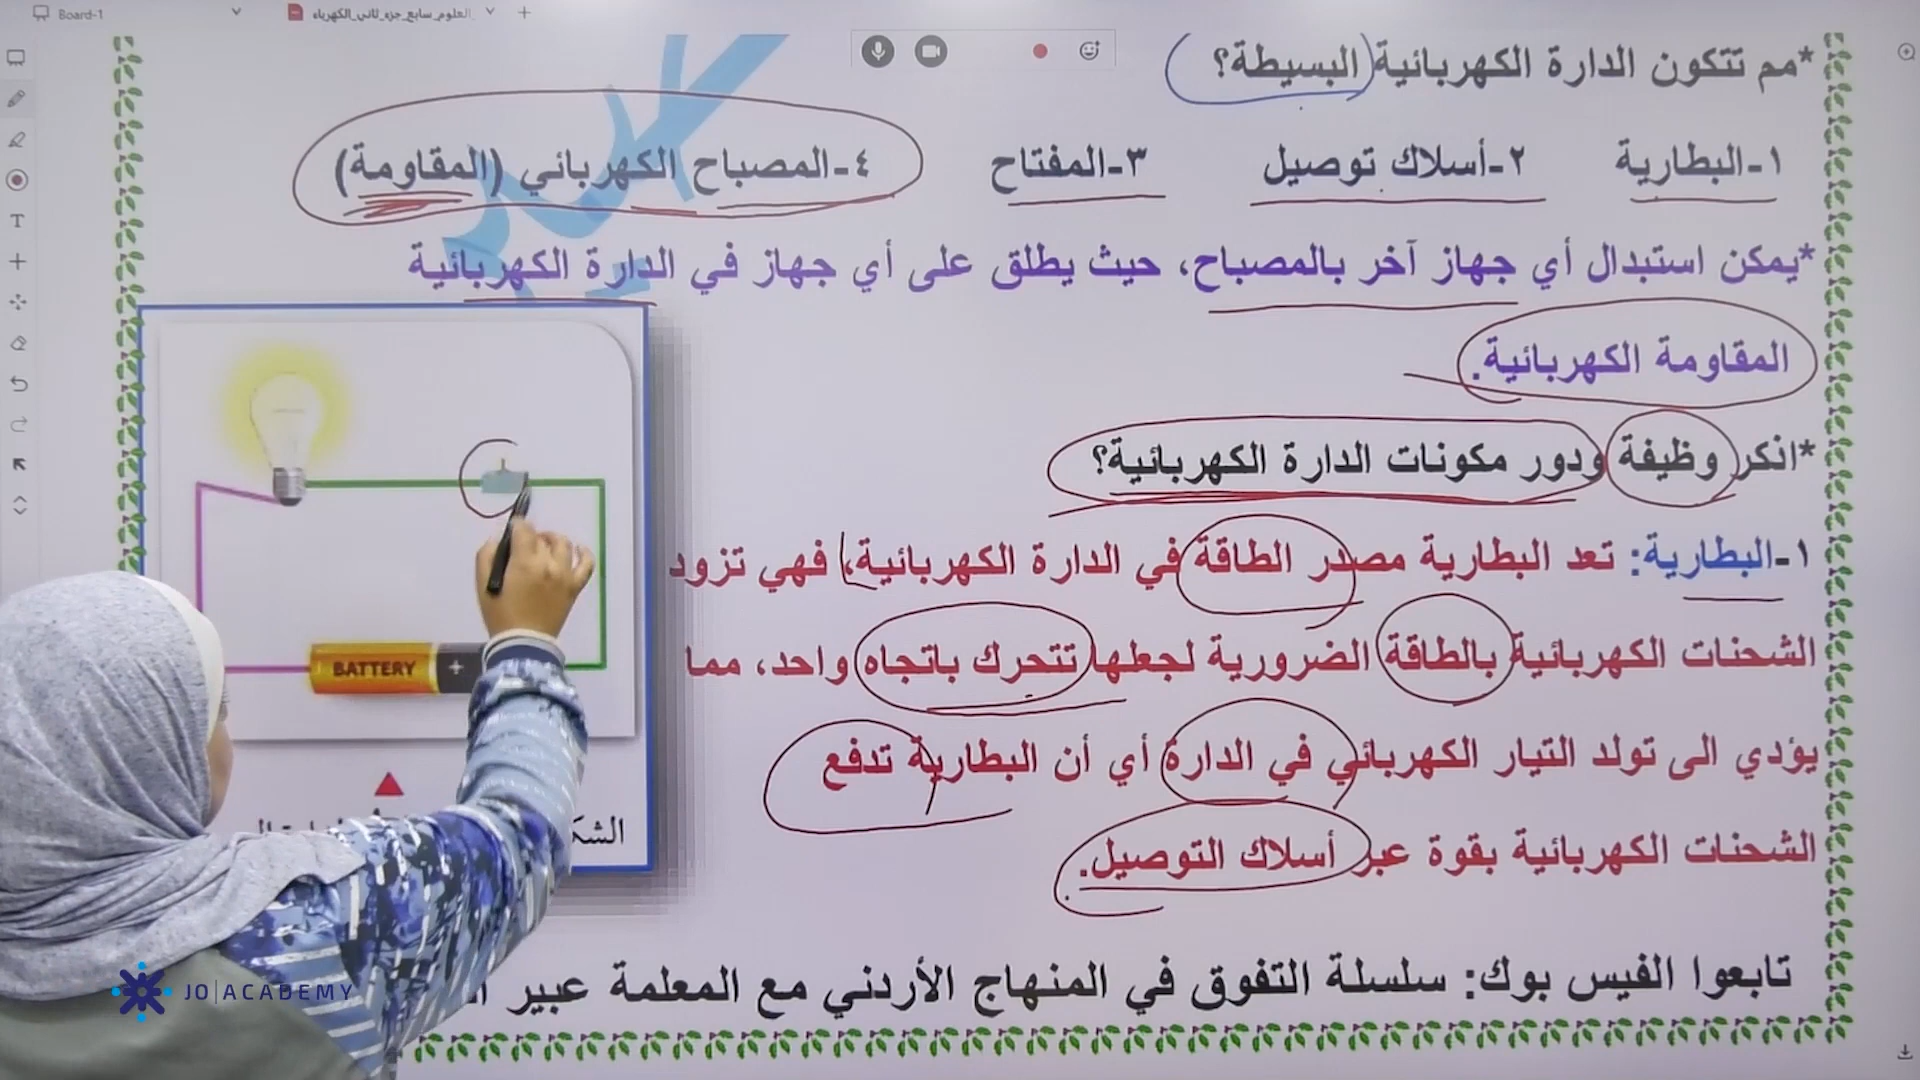 Board-1
العلوم_سابع_جزء_ثاني_الكهرباء
*مم تتكون الدارة الكهربائية (البسيطة؟
١-البطارية ٢-أسلاك توصيل ٣-المفتاح ٤-المصباح الكهربائي (المقاومة)
*يمكن استبدال أي جهاز آخر بالمصباح، حيث يطلق على أي جهاز في الدارة الكهربائية
المقاومة الكهربائية.
*اذكر وظيفة ودور مكونات الدارة الكهربائية؟
١-البطارية: تعد البطارية مصدر الطاقة في الدارة الكهربائية، فهي تزود
الشحنات الكهربائية بالطاقة الضرورية لجعلها تتحرك باتجاه واحد، مما
يؤدي الى تولد التيار الكهربائي في الدارة أي أن البطارية تدفع
الشحنات الكهربائية بقوة عبر أسلاك التوصيل.
BATTERY +
تابعوا الفيس بوك: سلسلة التفوق في المنهاج الأردني مع المعلمة عبير
JO|ACADEMY